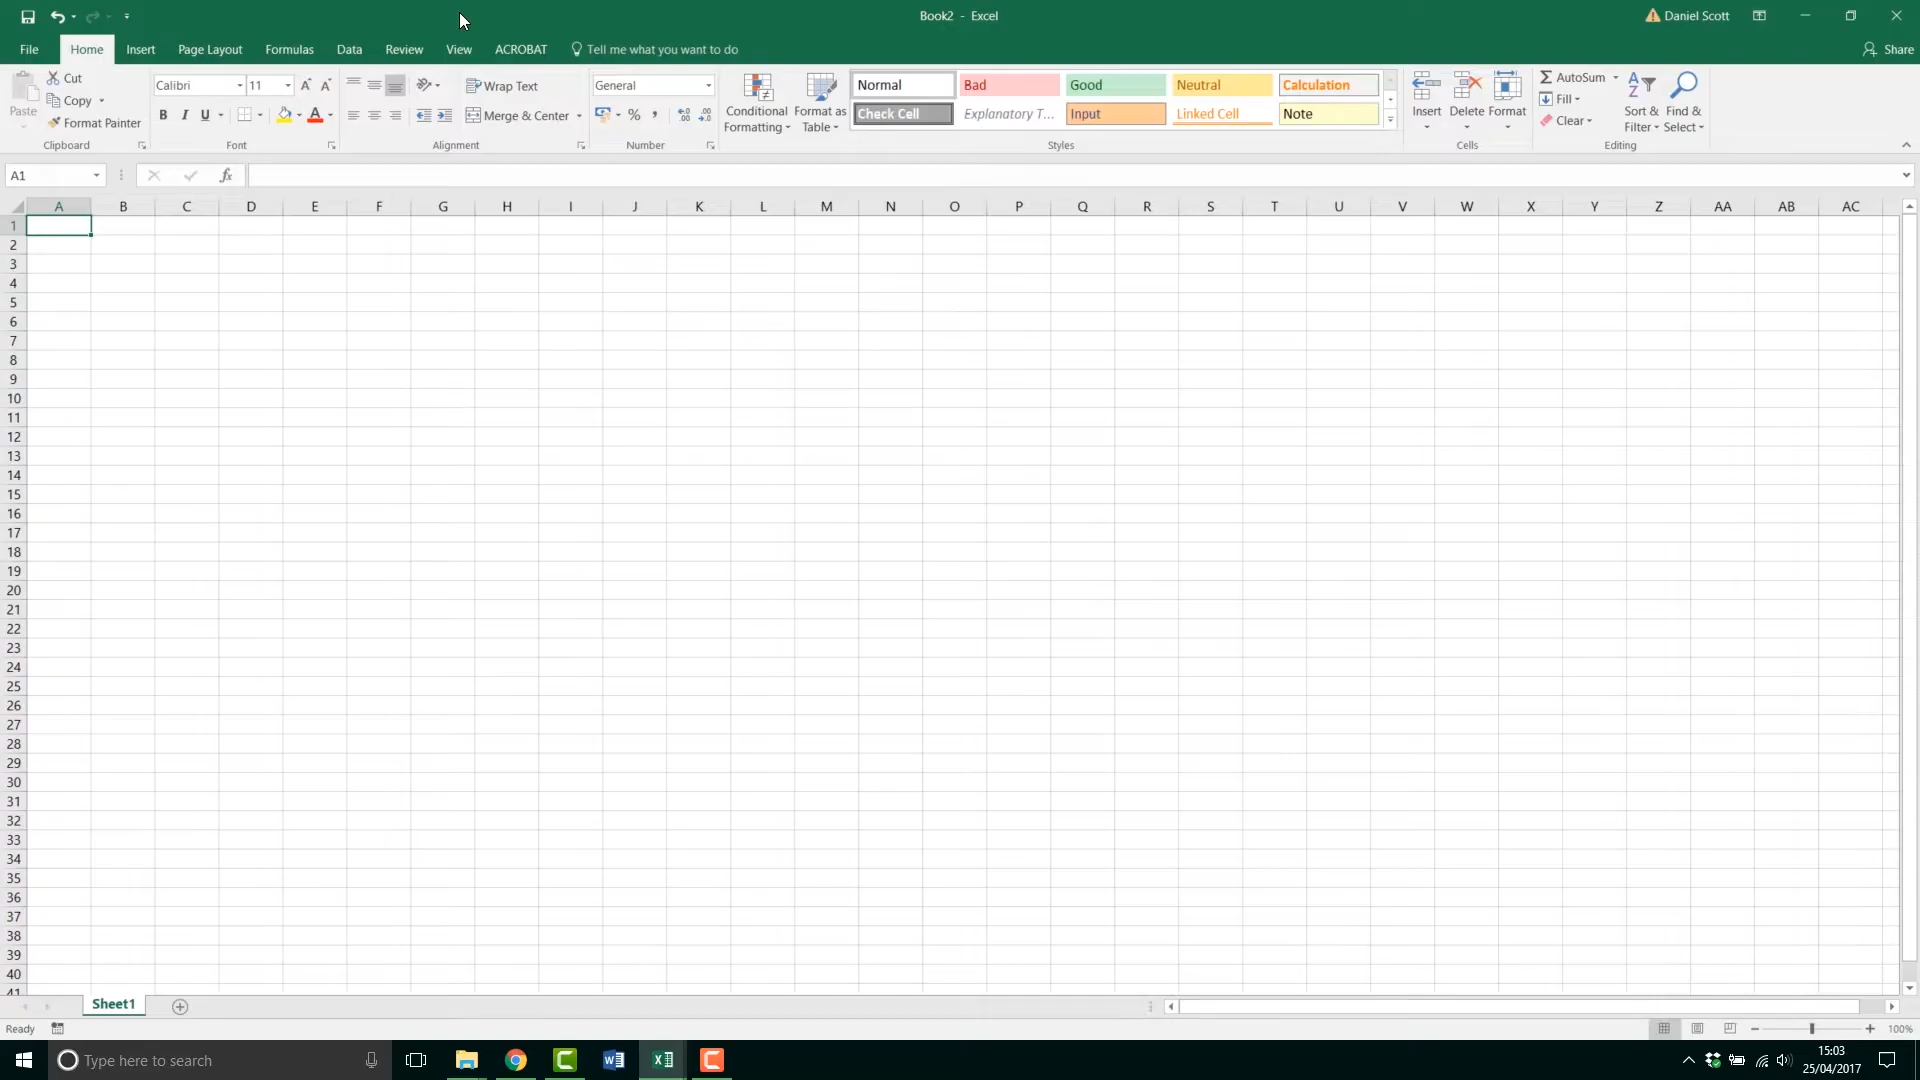 Book2 - Excel
Daniel Scott
File Home Insert Page Layout Formulas Data Review View ACROBAT Tell me what you want to do Share
Paste
Cut
Copy
Format Painter
Clipboard
Calibri 11
B I U A
Font
Wrap Text
Merge & Center
Alignment
General
% ,
Number
Conditional Formatting
Format as Table
Normal Bad Good Neutral Calculation
Check Cell Explanatory T... Input Linked Cell Note
Styles
Insert Delete Format
Cells
AutoSum
Fill
Clear
Sort & Filter
Find & Select
Editing
A1 fx
A B C D E F G H I J K L M N O P Q R S T U V W X Y Z AA AB AC
1
2
3
4
5
6
7
8
9
10
11
12
13
14
15
16
17
18
19
20
21
22
23
24
25
26
27
28
29
30
31
32
33
34
35
36
37
38
39
40
41
Sheet1
Ready 100%
Type here to search
15:03
25/04/2017